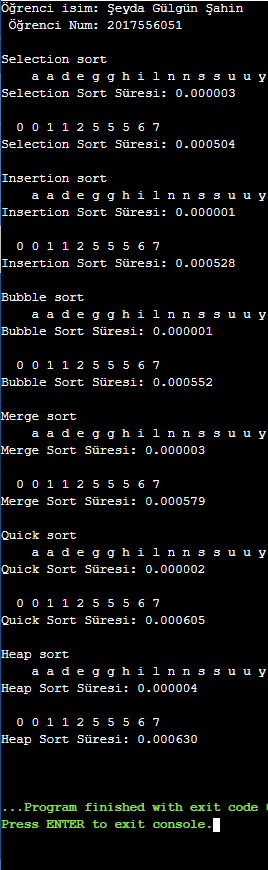 Öğrenci isim: Şeyda Gülgün Şahin
Öğrenci Num: 2017556051
Selection sort
a a d e g g h i l n n s s u u y
Selection Sort Süresi: 0.000003
0 0 1 1 2 5 5 5 6 7
Selection Sort Süresi: 0.000504
Insertion sort
a a d e g g h i l n n s s u u y
Insertion Sort Süresi: 0.000001
0 0 1 1 2 5 5 5 6 7
Insertion Sort Süresi: 0.000528
Bubble sort
a a d e g g h i l n n s s u u y
Bubble Sort Süresi: 0.000001
0 0 1 1 2 5 5 5 6 7
Bubble Sort Süresi: 0.000552
Merge sort
a a d e g g h i l n n s s u u y
Merge Sort Süresi: 0.000003
0 0 1 1 2 5 5 5 6 7
Merge Sort Süresi: 0.000579
Quick sort
a a d e g g h i l n n s s u u y
Quick Sort Süresi: 0.000002
0 0 1 1 2 5 5 5 6 7
Quick Sort Süresi: 0.000605
Heap sort
a a d e g g h i l n n s s u u y
Heap Sort Süresi: 0.000004
0 0 1 1 2 5 5 5 6 7
Heap Sort Süresi: 0.000630
...Program finished with exit code
Press ENTER to exit console.